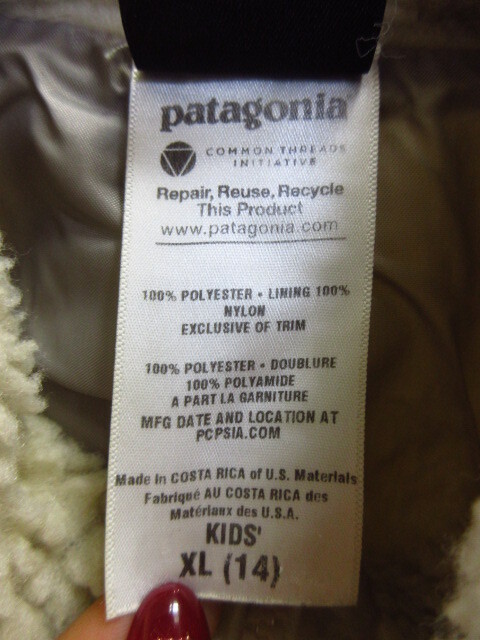 patagonia
COMMON THREADS
INITIATIVE
Repair, Reuse, Recycle
This Product
www.patagonia.com
100% POLYESTER • LINING 100%
NYLON
EXCLUSIVE OF TRIM
100% POLYESTER • DOUBLURE
100% POLYAMIDE
A PART LA GARNITURE
MFG DATE AND LOCATION AT
PCPSIA.COM
Made in COSTA RICA of U.S. Materials
Fabriqué AU COSTA RICA des
Matériaux des U.S.A.
KIDS'
XL (14)